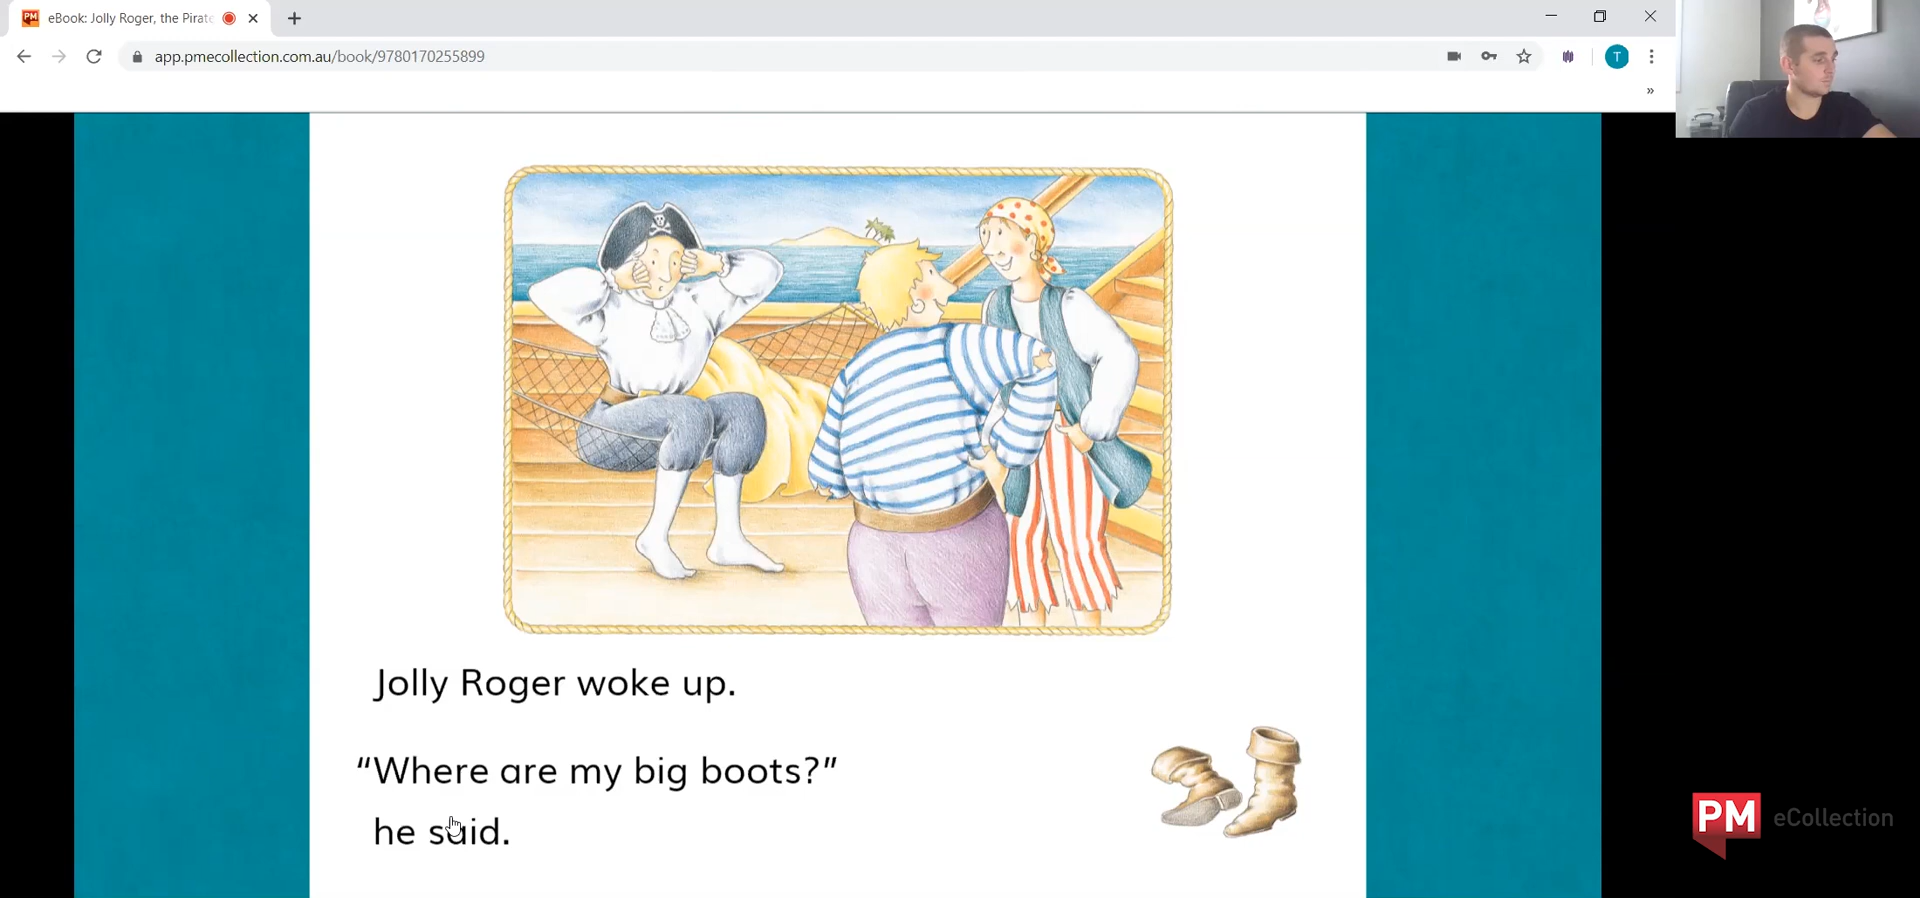 eBook: Jolly Roger, the Pirate
app.pmecollection.com.au/book/9780170255899
T
Jolly Roger woke up.
“Where are my big boots?”
he said.
PM eCollection